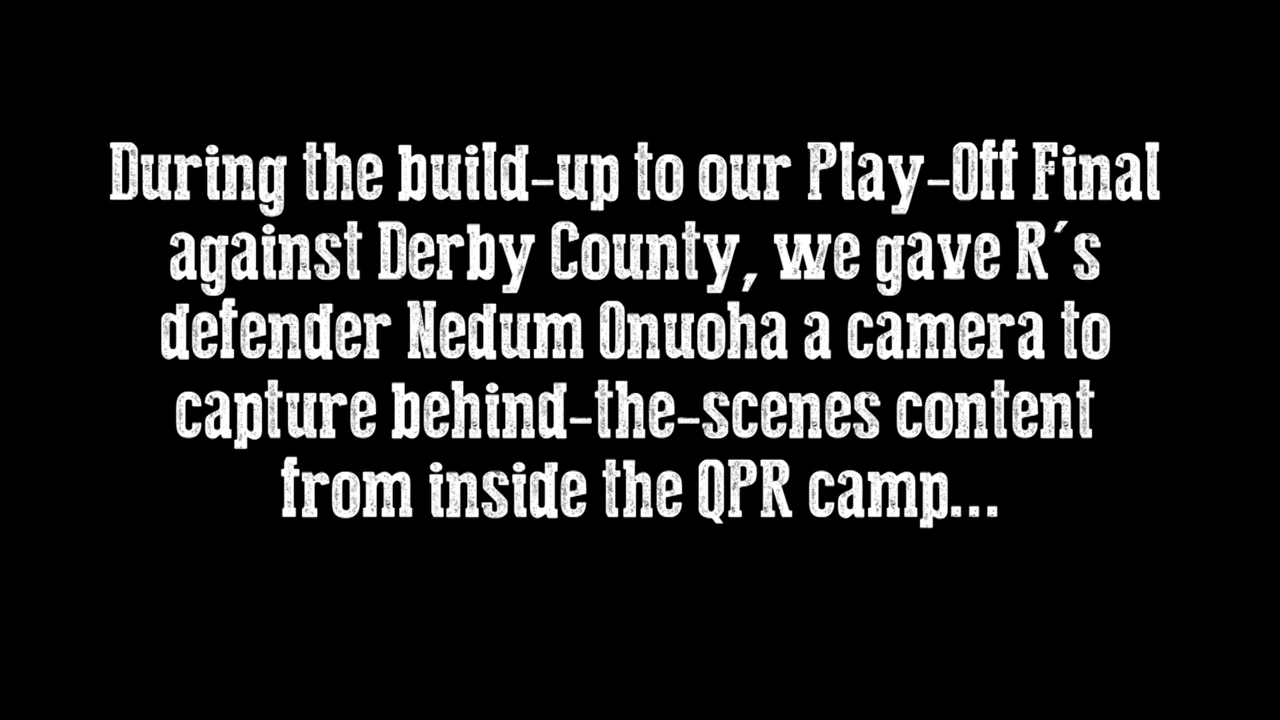 During the build-up to our Play-Off Final
against Derby County, we gave R´s
defender Nedum Onuoha a camera to
capture behind-the-scenes content
from inside the QPR camp...